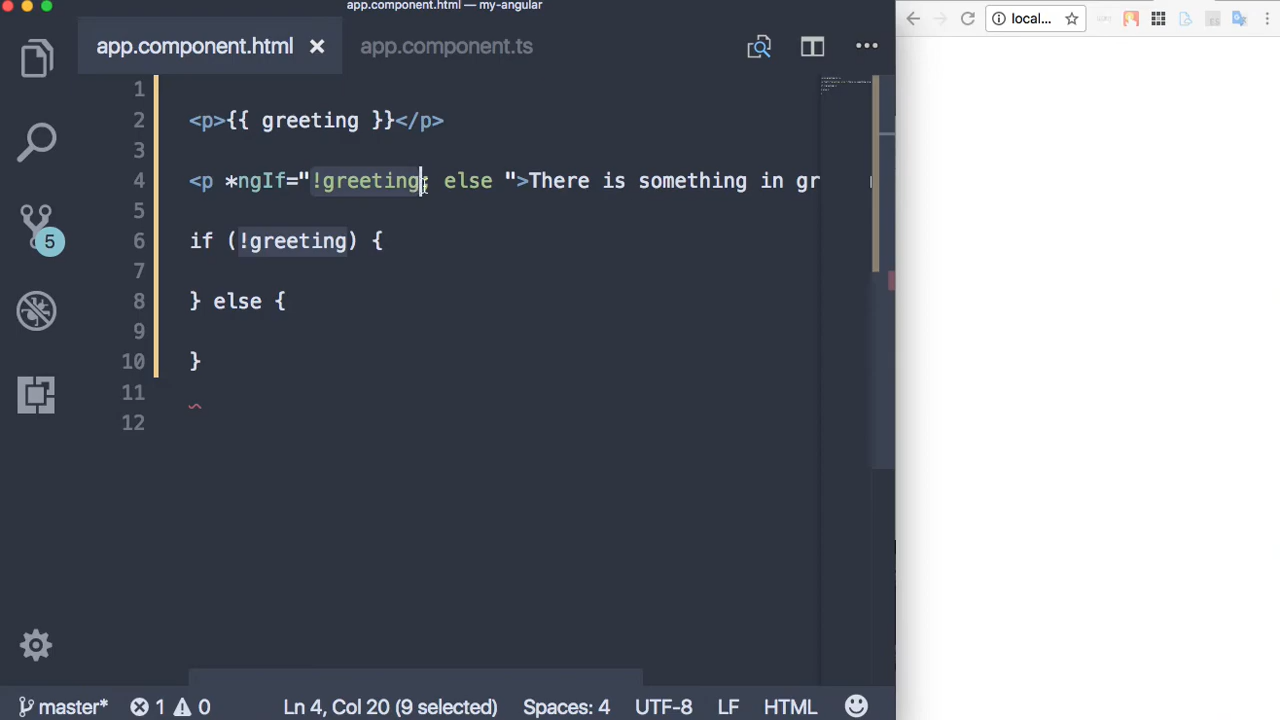 app.component.html — my-angular
app.component.html
app.component.ts
local...
1
2 <p>{{ greeting }}</p>
3
4 <p *ngIf="!greeting; else ">There is something in gr
5
6 if (!greeting) {
7
8 } else {
9
10 }
11
12
5
master* 1 0 Ln 4, Col 20 (9 selected) Spaces: 4 UTF-8 LF HTML